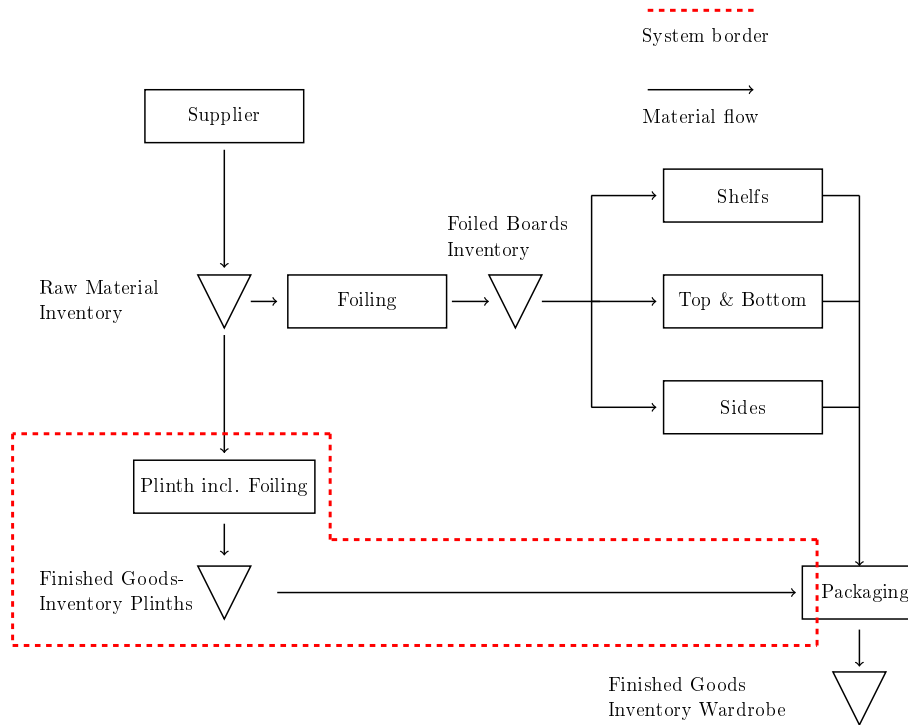 System border
Material flow
Supplier
Shelfs
Foiled Boards
Inventory
Raw Material
Inventory
Foiling
Top & Bottom
Sides
Plinth incl. Foiling
Finished Goods-
Inventory Plinths
Packaging
Finished Goods
Inventory Wardrobe